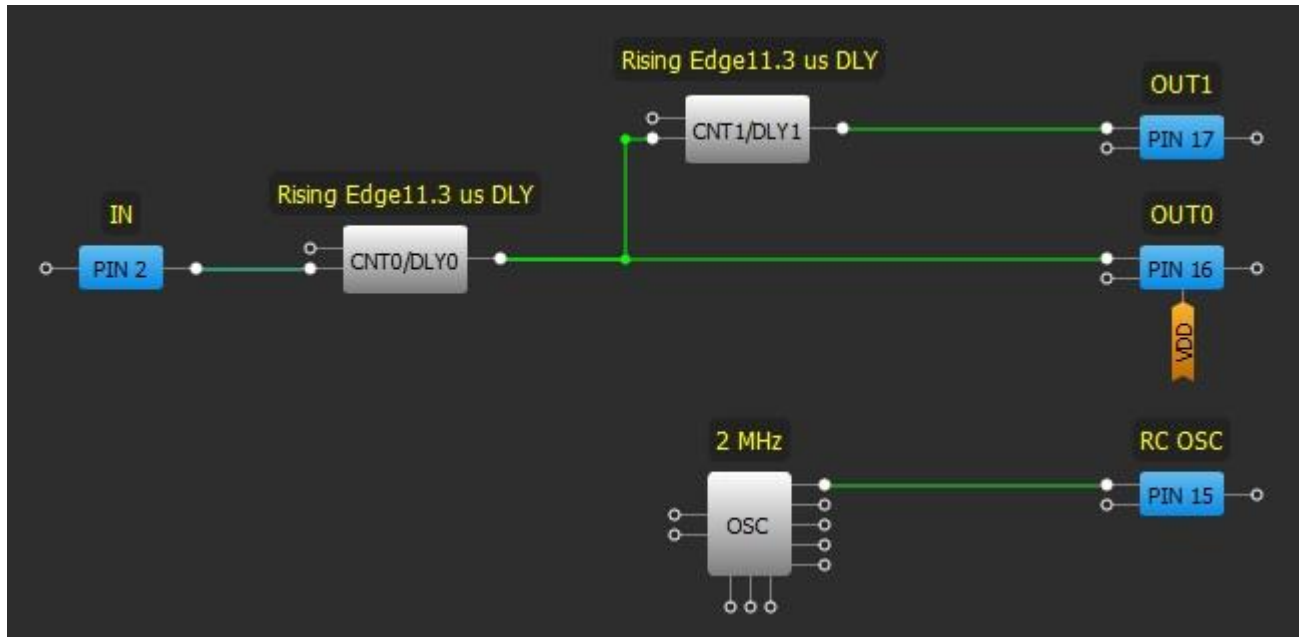 Rising Edge11.3 us DLY
OUT1
CNT1/DLY1
PIN 17
Rising Edge11.3 us DLY
IN
OUT0
PIN 2
CNT0/DLY0
PIN 16
VDD
2 MHz
RC OSC
OSC
PIN 15